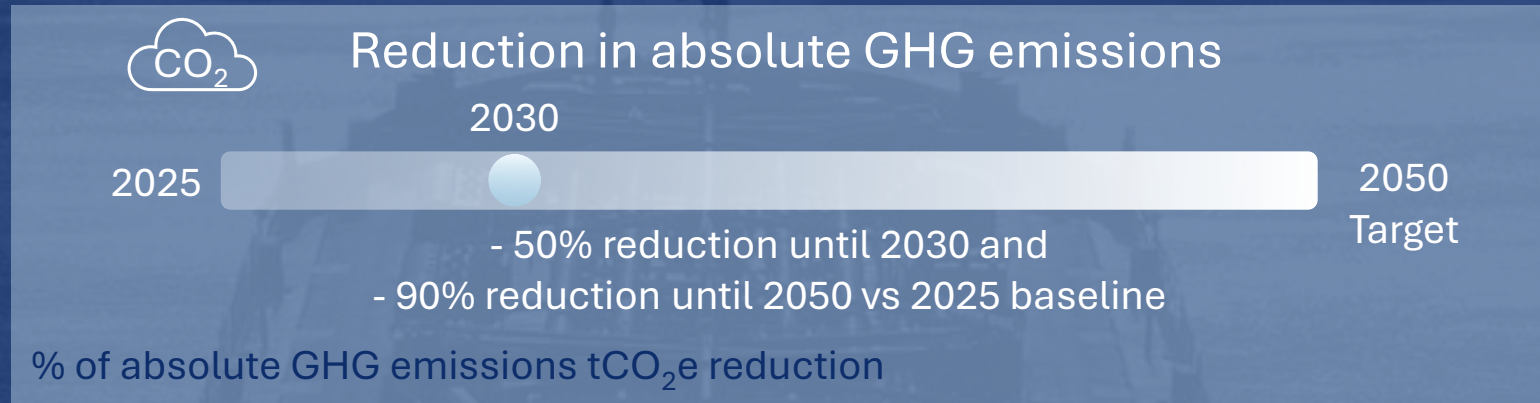 CO₂
Reduction in absolute GHG emissions
2030
2025
2050
Target
- 50% reduction until 2030 and
- 90% reduction until 2050 vs 2025 baseline
% of absolute GHG emissions tCO₂e reduction